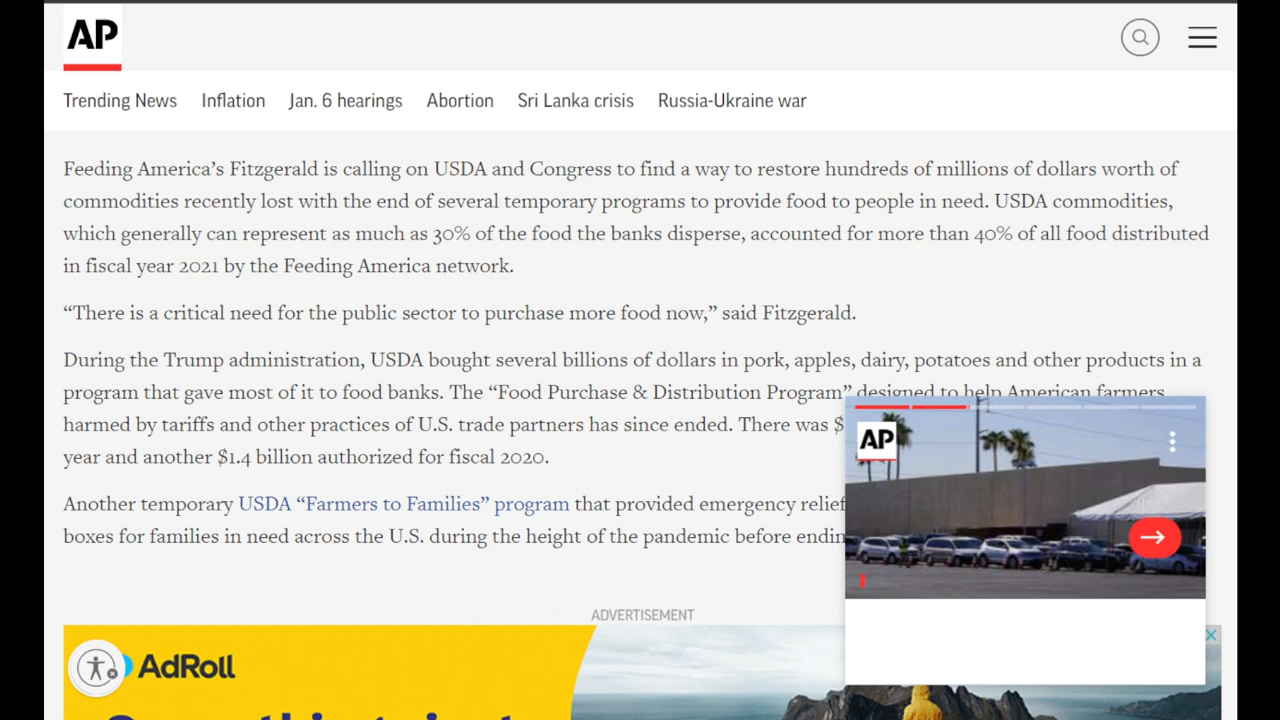 AP
Trending News Inflation Jan. 6 hearings Abortion Sri Lanka crisis Russia-Ukraine war
Feeding America’s Fitzgerald is calling on USDA and Congress to find a way to restore hundreds of millions of dollars worth of
commodities recently lost with the end of several temporary programs to provide food to people in need. USDA commodities,
which generally can represent as much as 30% of the food the banks disperse, accounted for more than 40% of all food distributed
in fiscal year 2021 by the Feeding America network.
“There is a critical need for the public sector to purchase more food now,” said Fitzgerald.
During the Trump administration, USDA bought several billions of dollars in pork, apples, dairy, potatoes and other products in a
program that gave most of it to food banks. The “Food Purchase & Distribution Program” designed to help American farmers
harmed by tariffs and other practices of U.S. trade partners has since ended. There was $
year and another $1.4 billion authorized for fiscal 2020.
Another temporary USDA “Farmers to Families” program that provided emergency relief
boxes for families in need across the U.S. during the height of the pandemic before
AP
ADVERTISEMENT
AdRoll